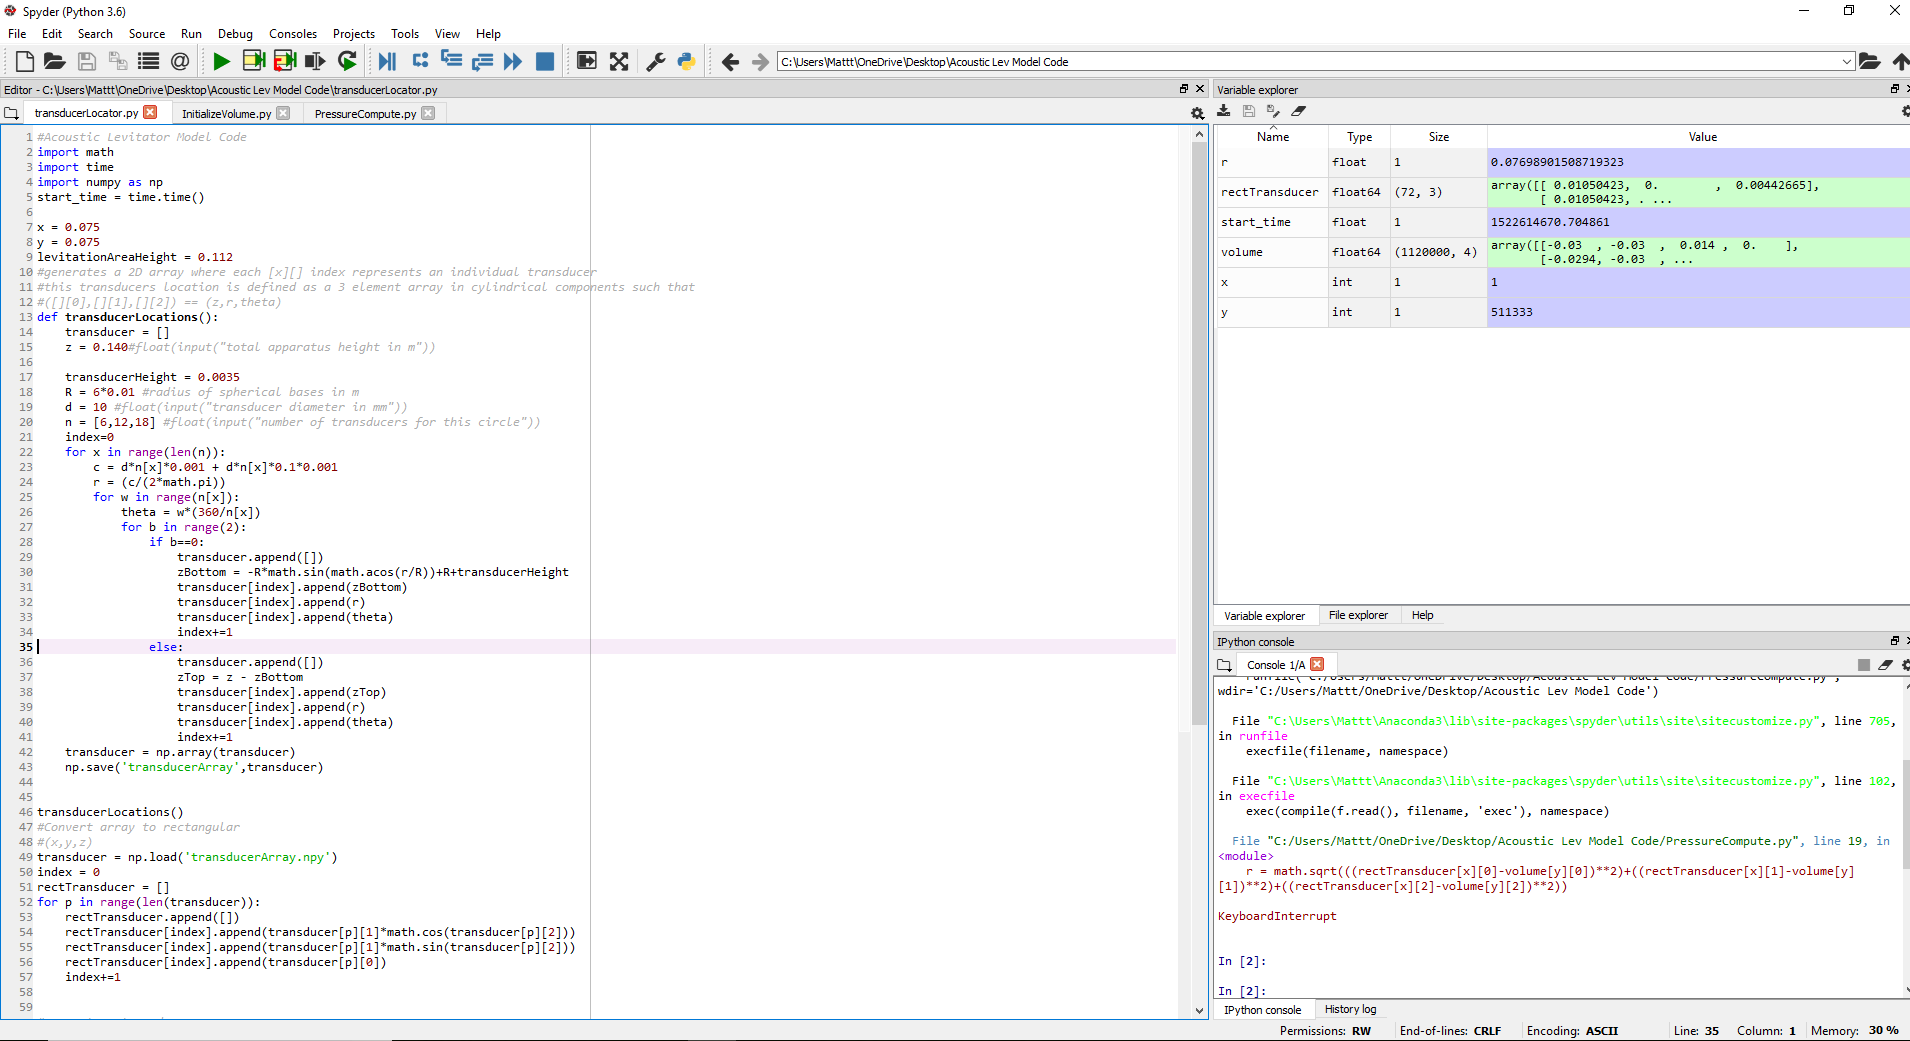 Spyder (Python 3.6)
File Edit Search Source Run Debug Consoles Projects Tools View Help
C:\Users\Mattt\OneDrive\Desktop\Acoustic Lev Model Code
Editor - C:\Users\Mattt\OneDrive\Desktop\Acoustic Lev Model Code\transducerLocator.py
transducerLocator.py InitializeVolume.py PressureCompute.py
1 #Acoustic Levitator Model Code
2 import math
3 import time
4 import numpy as np
5 start_time = time.time()
6
7 x = 0.075
8 y = 0.075
9 levitationAreaHeight = 0.112
10 #generates a 2D array where each [x][] index represents an individual transducer
11 #this transducers location is defined as a 3 element array in cylindrical components such that
12 #([][0],[][1],[][2]) == (z,r,theta)
13 def transducerLocations():
14     transducer = []
15     z = 0.140#float(input("total apparatus height in m"))
16
17     transducerHeight = 0.0035
18     R = 6*0.01 #radius of spherical bases in m
19     d = 10 #float(input("transducer diameter in mm"))
20     n = [6,12,18] #float(input("number of transducers for this circle"))
21     index=0
22     for x in range(len(n)):
23         c = d*n[x]*0.001 + d*n[x]*0.1*0.001
24         r = (c/(2*math.pi))
25         for w in range(n[x]):
26             theta = w*(360/n[x])
27             for b in range(2):
28                 if b==0:
29                     transducer.append([])
30                     zBottom = -R*math.sin(math.acos(r/R))+R+transducerHeight
31                     transducer[index].append(zBottom)
32                     transducer[index].append(r)
33                     transducer[index].append(theta)
34                     index+=1
35                 else:
36                     transducer.append([])
37                     zTop = z - zBottom
38                     transducer[index].append(zTop)
39                     transducer[index].append(r)
40                     transducer[index].append(theta)
41                     index+=1
42     transducer = np.array(transducer)
43     np.save('transducerArray',transducer)
44
45
46 transducerLocations()
47 #Convert array to rectangular
48 #(x,y,z)
49 transducer = np.load('transducerArray.npy')
50 index = 0
51 rectTransducer = []
52 for p in range(len(transducer)):
53     rectTransducer.append([])
54     rectTransducer[index].append(transducer[p][1]*math.cos(transducer[p][2]))
55     rectTransducer[index].append(transducer[p][1]*math.sin(transducer[p][2]))
56     rectTransducer[index].append(transducer[p][0])
57     index+=1
58
59
Variable explorer
Name Type Size Value
r float 1 0.07698901508719323
rectTransducer float64 (72, 3) array([[ 0.01050423, 0. , 0.00442665],
[ 0.01050423, . ...
start_time float 1 1522614670.704861
volume float64 (1120000, 4) array([[-0.03 , -0.03 , 0.014 , 0. ],
[-0.0294, -0.03 , ...
x int 1 1
y int 1 511333
Variable explorer File explorer Help
IPython console
Console 1/A
runfile('C:/Users/Mattt/OneDrive/Desktop/Acoustic Lev Model Code/PressureCompute.py',
wdir='C:/Users/Mattt/OneDrive/Desktop/Acoustic Lev Model Code')
File "C:\Users\Mattt\Anaconda3\lib\site-packages\spyder\utils\site\sitecustomize.py", line 705,
in runfile
execfile(filename, namespace)
File "C:\Users\Mattt\Anaconda3\lib\site-packages\spyder\utils\site\sitecustomize.py", line 102,
in execfile
exec(compile(f.read(), filename, 'exec'), namespace)
File "C:/Users/Mattt/OneDrive/Desktop/Acoustic Lev Model Code/PressureCompute.py", line 19, in
<module>
r = math.sqrt(((rectTransducer[x][0]-volume[y][0])**2)+((rectTransducer[x][1]-volume[y]
[1])**2)+((rectTransducer[x][2]-volume[y][2])**2))
KeyboardInterrupt
In [2]:
In [2]:
IPython console History log
Permissions: RW End-of-lines: CRLF Encoding: ASCII Line: 35 Column: 1 Memory: 30 %